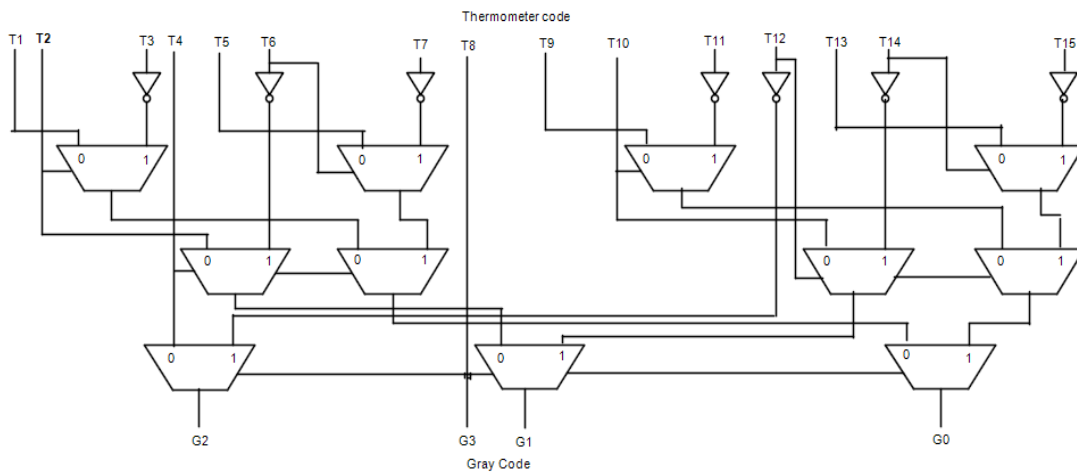 Thermometer code
T1 T2 T3 T4 T5 T6 T7 T8 T9 T10 T11 T12 T13 T14 T15
0 1 0 1 0 1 0 1
0 1 0 1 0 1 0 1
0 1 0 1 0 1
G2 G3 G1 G0
Gray Code